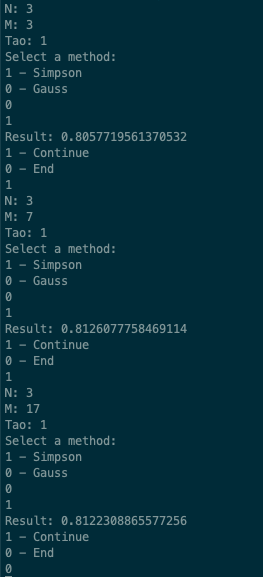 N: 3
M: 3
Tao: 1
Select a method:
1 - Simpson
0 - Gauss
0
1
Result: 0.8057719561370532
1 - Continue
0 - End
1
N: 3
M: 7
Tao: 1
Select a method:
1 - Simpson
0 - Gauss
0
1
Result: 0.8126077758469114
1 - Continue
0 - End
1
N: 3
M: 17
Tao: 1
Select a method:
1 - Simpson
0 - Gauss
0
1
Result: 0.8122308865577256
1 - Continue
0 - End
0